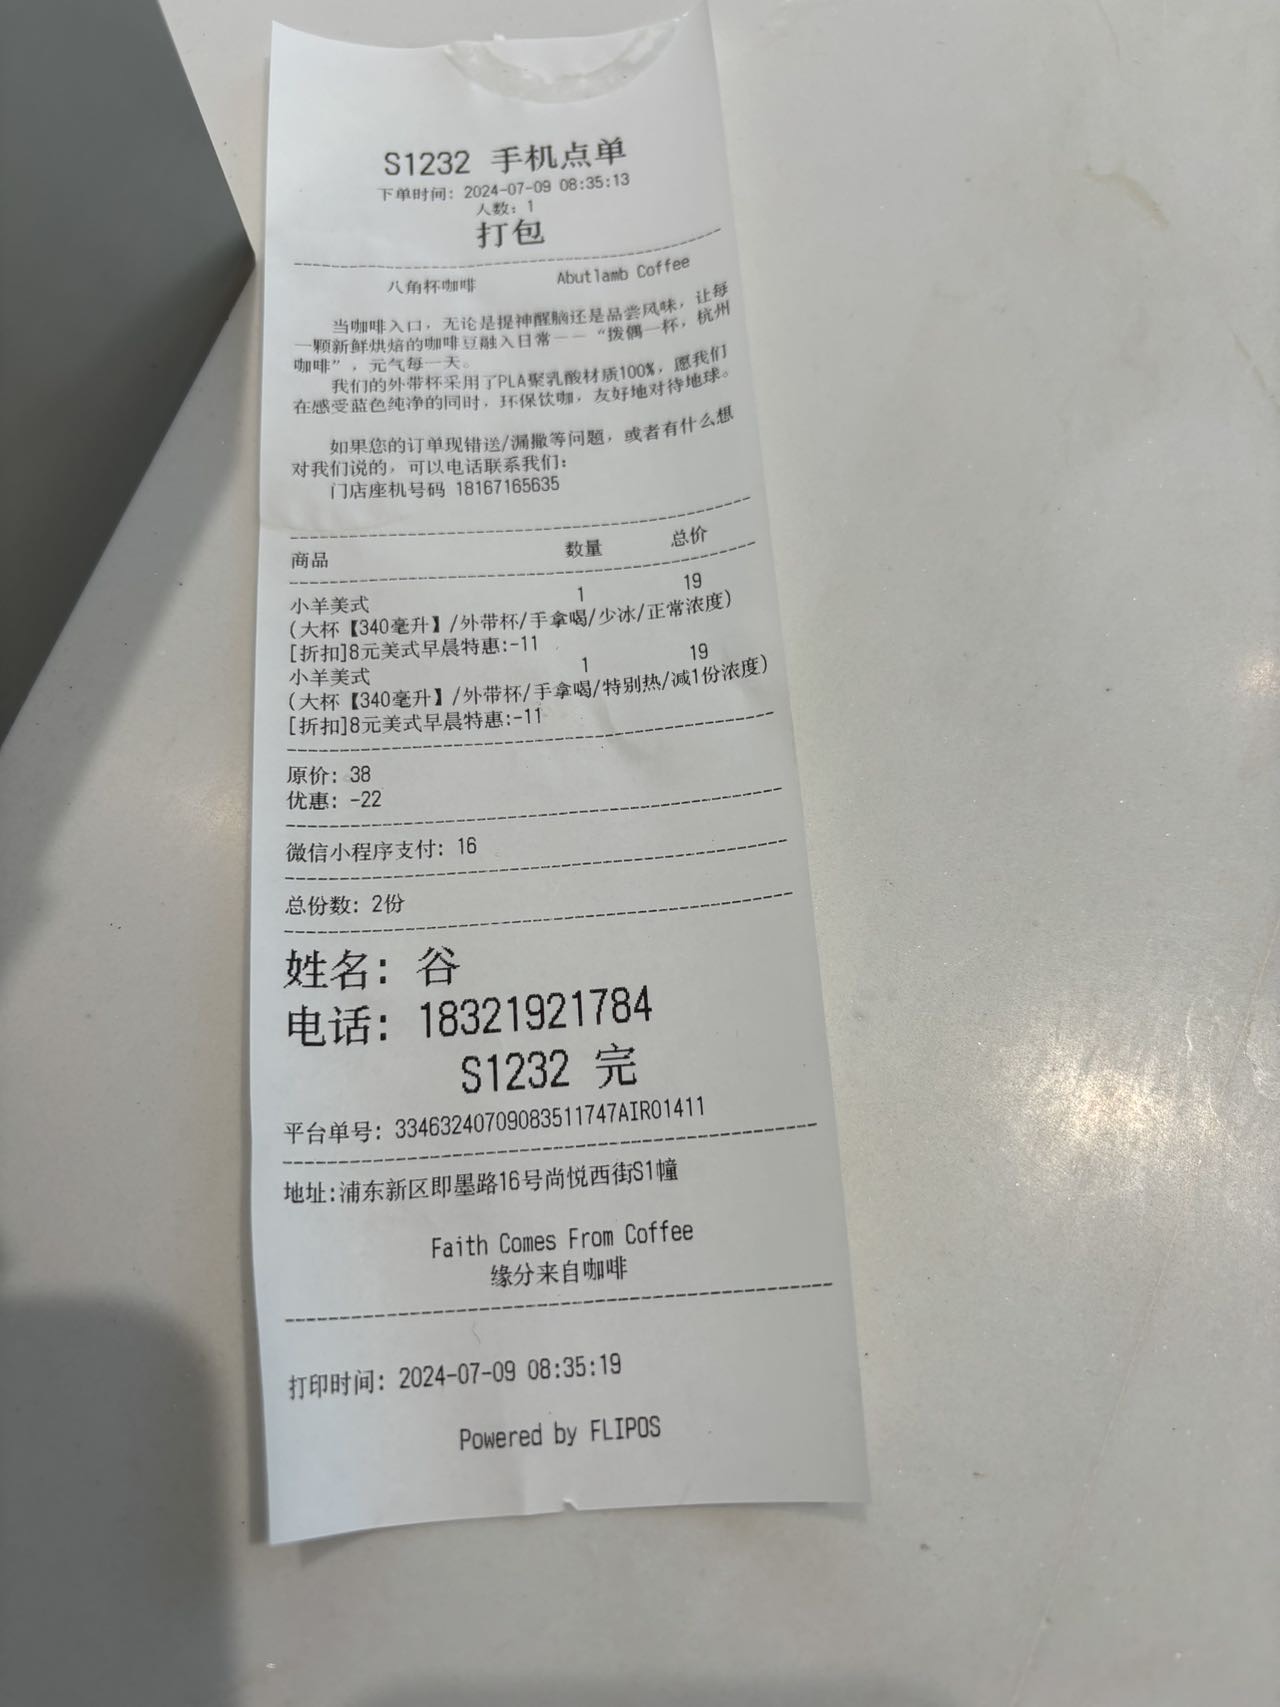 S1232 手机点单
下单时间: 2024-07-09 08:35:13
人数: 1
打包
八角杯咖啡 Abutlamb Coffee
当咖啡入口，无论是提神醒脑还是品尝风味，让每
一颗新鲜烘焙的咖啡豆融入日常——“拨偶一杯，杭州
咖啡”，元气每一天。
我们的外带杯采用了PLA聚乳酸材质100%，愿我们
在感受蓝色纯净的同时，环保饮咖，友好地对待地球。
如果您的订单现错送/漏撒等问题，或者有什么想
对我们说的，可以电话联系我们:
门店座机号码 18167165635
商品 数量 总价
小羊美式 1 19
(大杯【340毫升】/外带杯/手拿喝/少冰/正常浓度)
[折扣]8元美式早晨特惠:-11
小羊美式 1 19
(大杯【340毫升】/外带杯/手拿喝/特别热/减1份浓度)
[折扣]8元美式早晨特惠:-11
原价: 38
优惠: -22
微信小程序支付: 16
总份数: 2份
姓名: 谷
电话: 18321921784
S1232 完
平台单号: 33463240709083511747AIR01411
地址:浦东新区即墨路16号尚悦西街S1幢
Faith Comes From Coffee
缘分来自咖啡
打印时间: 2024-07-09 08:35:19
Powered by FLIPOS